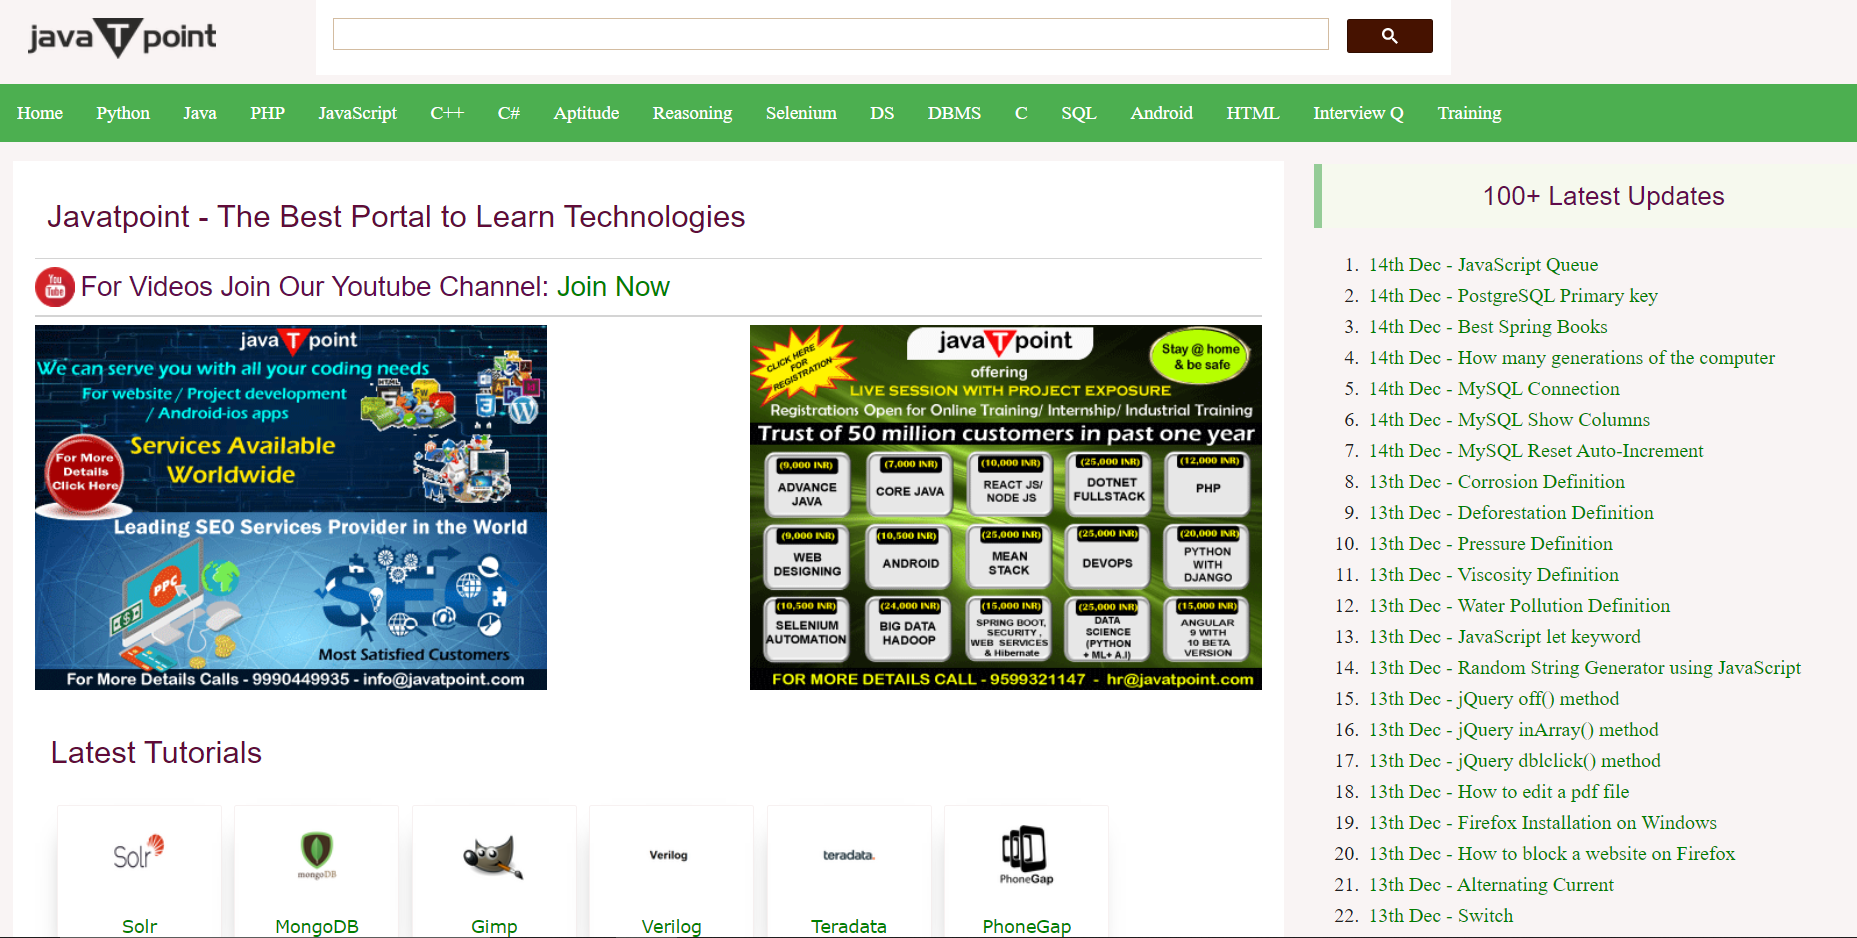 java T point
Home Python Java PHP JavaScript C++ C# Aptitude Reasoning Selenium DS DBMS C SQL Android HTML Interview Q Training
Javatpoint - The Best Portal to Learn Technologies
You
Tube
For Videos Join Our Youtube Channel: Join Now
java T point
We can serve you with all your coding needs
For website / Project development
/ Android-ios apps
Services Available
Worldwide
For More
Details
Click Here
Leading SEO Services Provider in the World
PPC
SEO
Most Satisfied Customers
For More Details Calls - 9990449935 - info@javatpoint.com
CLICK HERE
FOR
REGISTRATION
java T point
Stay @ home
& be safe
offering
LIVE SESSION WITH PROJECT EXPOSURE
Registrations Open for Online Training/ Internship/ Industrial Training
Trust of 50 million customers in past one year
(9,000 INR)
ADVANCE
JAVA
(7,000 INR)
CORE JAVA
(10,000 INR)
REACT JS/
NODE JS
(25,000 INR)
DOTNET
FULLSTACK
(12,000 INR)
PHP
(9,000 INR)
WEB
DESIGNING
(10,500 INR)
ANDROID
(25,000 INR)
MEAN
STACK
(25,000 INR)
DEVOPS
(20,000 INR)
PYTHON
WITH
DJANGO
(10,500 INR)
SELENIUM
AUTOMATION
(24,000 INR)
BIG DATA
HADOOP
(15,000 INR)
SPRING BOOT,
SECURITY ,
WEB SERVICES
& Hibernate
(25,000 INR)
DATA
SCIENCE
(PYTHON
+ ML+ A.I)
(15,000 INR)
ANGULAR
9 WITH
10 BETA
VERSION
FOR MORE DETAILS CALL - 9599321147 - hr@javatpoint.com
Latest Tutorials
Solr
mongoDB
Verilog
teradata.
PhoneGap
Solr
MongoDB
Gimp
Verilog
Teradata
PhoneGap
100+ Latest Updates
1. 14th Dec - JavaScript Queue
2. 14th Dec - PostgreSQL Primary key
3. 14th Dec - Best Spring Books
4. 14th Dec - How many generations of the computer
5. 14th Dec - MySQL Connection
6. 14th Dec - MySQL Show Columns
7. 14th Dec - MySQL Reset Auto-Increment
8. 13th Dec - Corrosion Definition
9. 13th Dec - Deforestation Definition
10. 13th Dec - Pressure Definition
11. 13th Dec - Viscosity Definition
12. 13th Dec - Water Pollution Definition
13. 13th Dec - JavaScript let keyword
14. 13th Dec - Random String Generator using JavaScript
15. 13th Dec - jQuery off() method
16. 13th Dec - jQuery inArray() method
17. 13th Dec - jQuery dblclick() method
18. 13th Dec - How to edit a pdf file
19. 13th Dec - Firefox Installation on Windows
20. 13th Dec - How to block a website on Firefox
21. 13th Dec - Alternating Current
22. 13th Dec - Switch